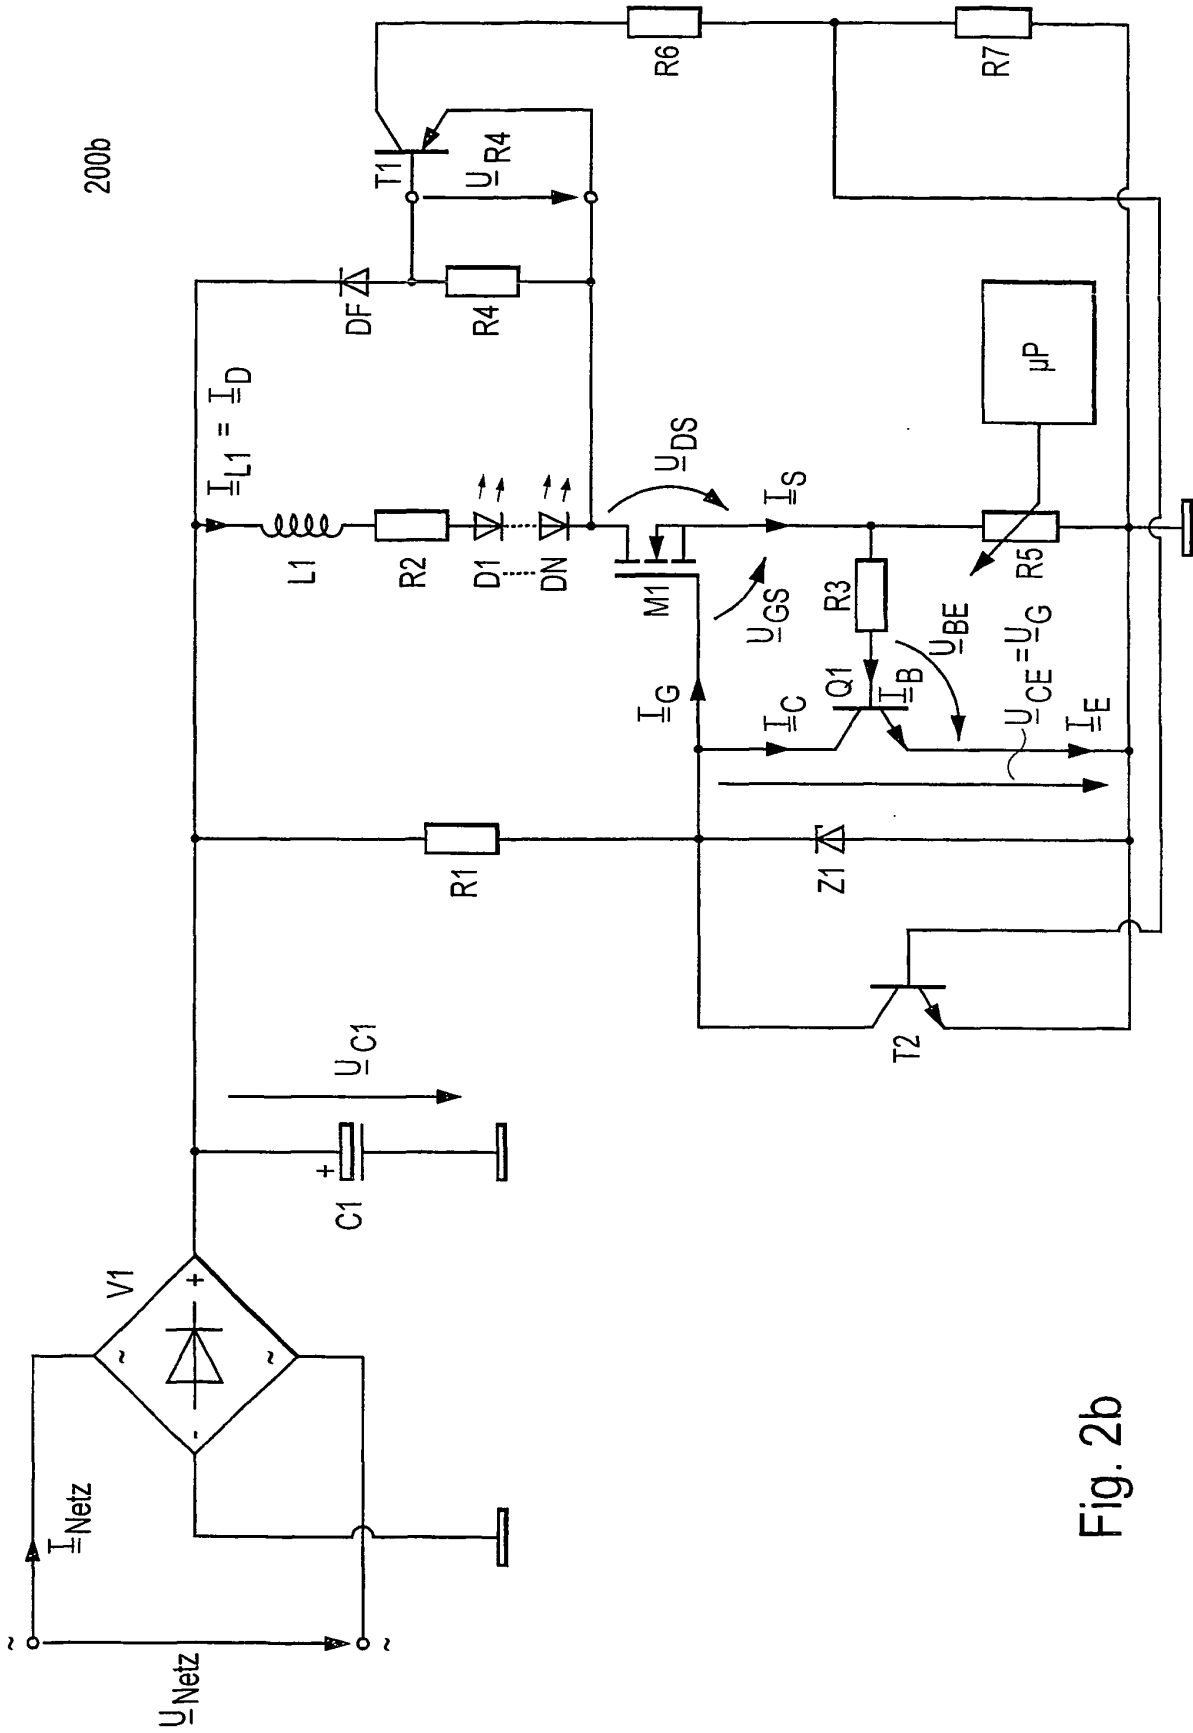 200b
U_Netz
~
~
I_Netz
V1
~
~
+
-
+
C1
U_C1
I_L1 = I_D
L1
R2
D1
DN
DF
R4
T1
U_R4
R6
R7
R1
M1
I_G
U_GS
U_DS
I_S
I_C
Q1
I_B
R3
U_BE
R5
µP
U_CE = U_G
I_E
Z1
T2
Fig. 2b